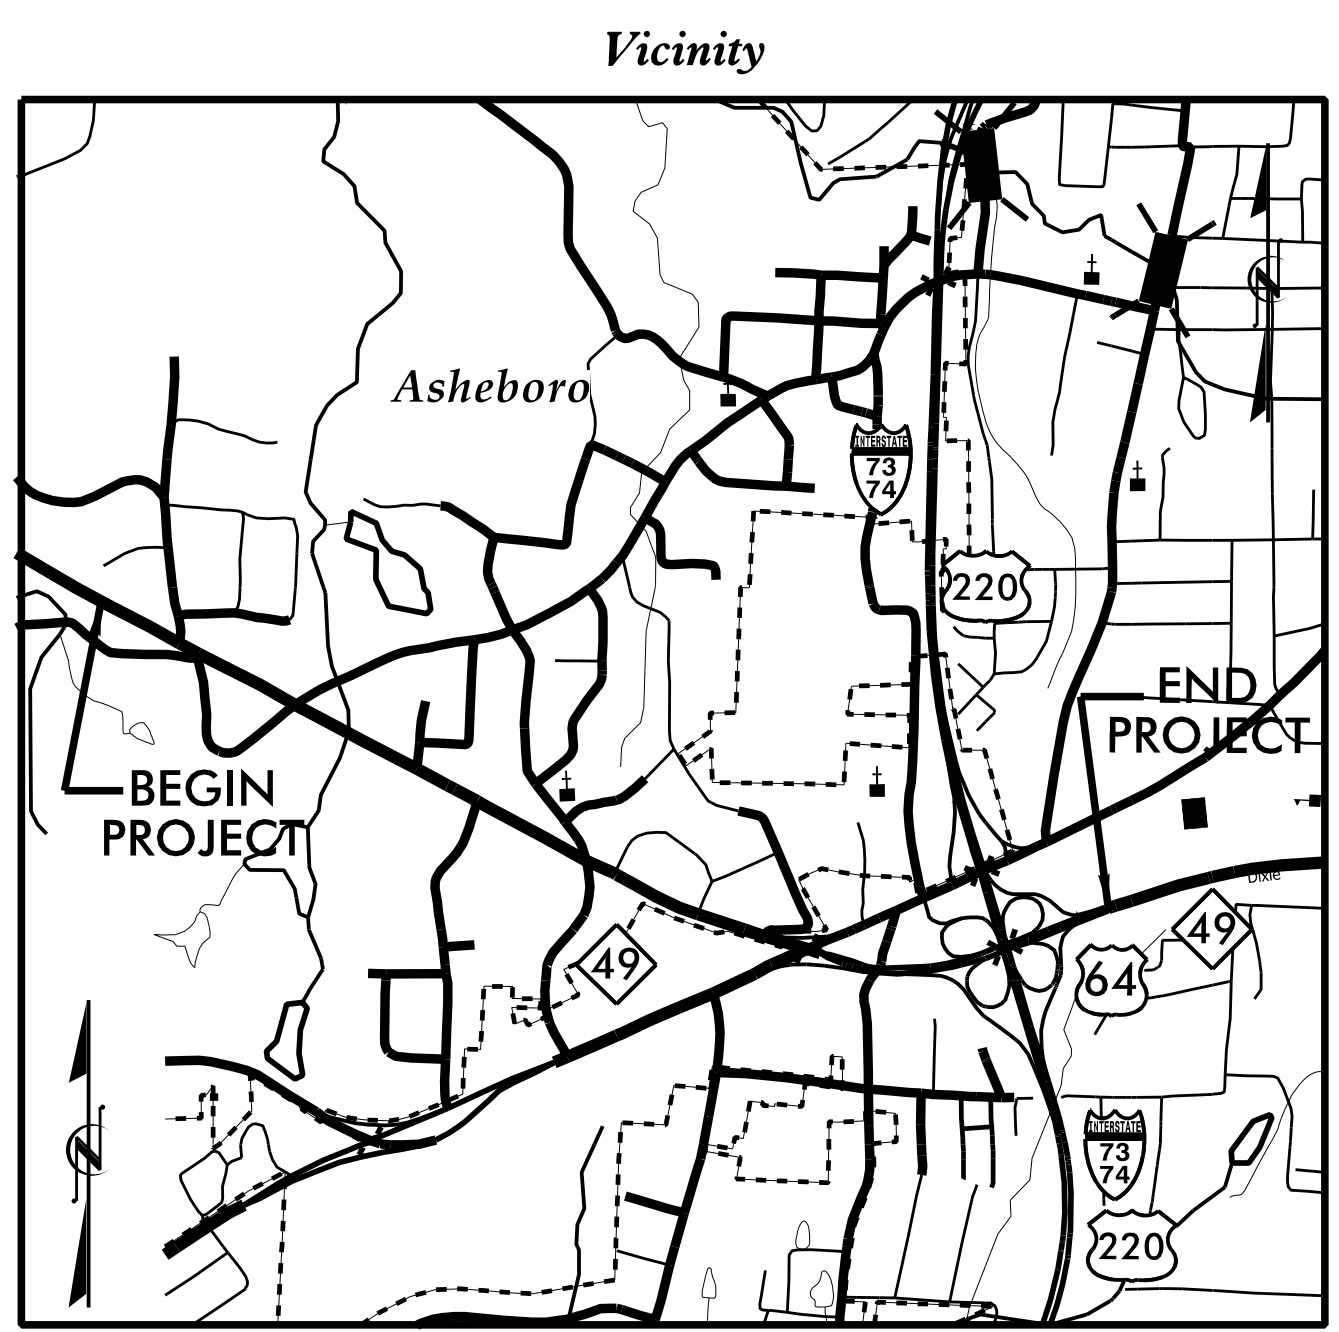 Vicinity
Asheboro
INTERSTATE
73
74
220
END
PROJECT
BEGIN
PROJECT
Dixie
49
49
64
N
N
INTERSTATE
73
74
220